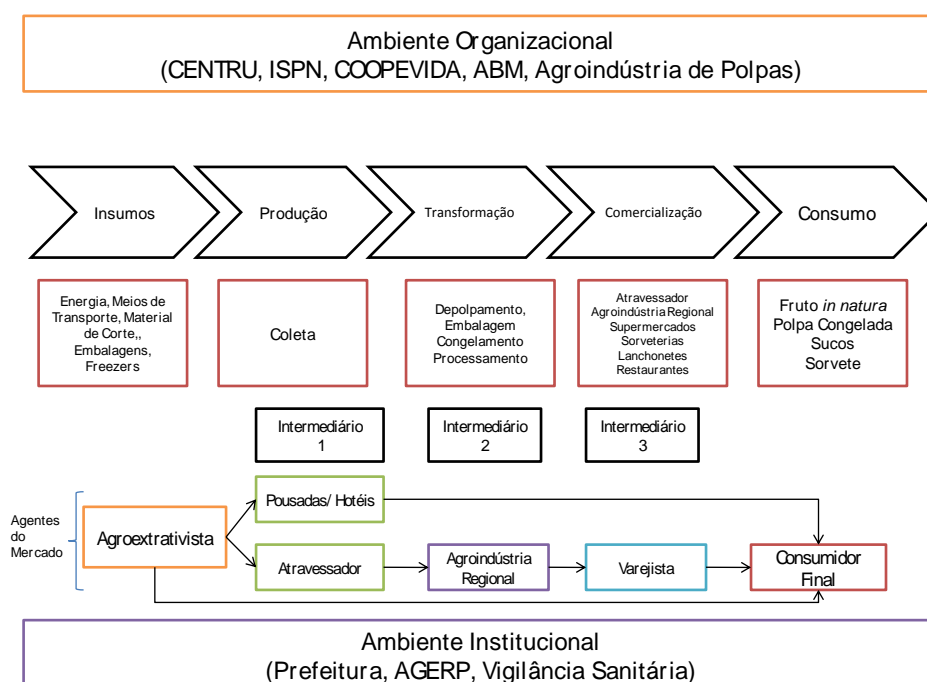 Ambiente Organizacional
(CENTRU, ISPN, COOPEVIDA, ABM, Agroindústria de Polpas)
Insumos
Produção
Transformação
Comercialização
Consumo
Energia, Meios de
Transporte, Material
de Corte,,
Embalagens,
Freezers
Coleta
Depolpamento,
Embalagem
Congelamento
Processamento
Atravessador
Agroindústria Regional
Supermercados
Sorveterias
Lanchonetes
Restaurantes
Fruto in natura
Polpa Congelada
Sucos
Sorvete
Intermediário
1
Intermediário
2
Intermediário
3
Agentes
do
Mercado
Agroextrativista
Pousadas/ Hotéis
Atravessador
Agroindústria
Regional
Varejista
Consumidor
Final
Ambiente Institucional
(Prefeitura, AGERP, Vigilância Sanitária)